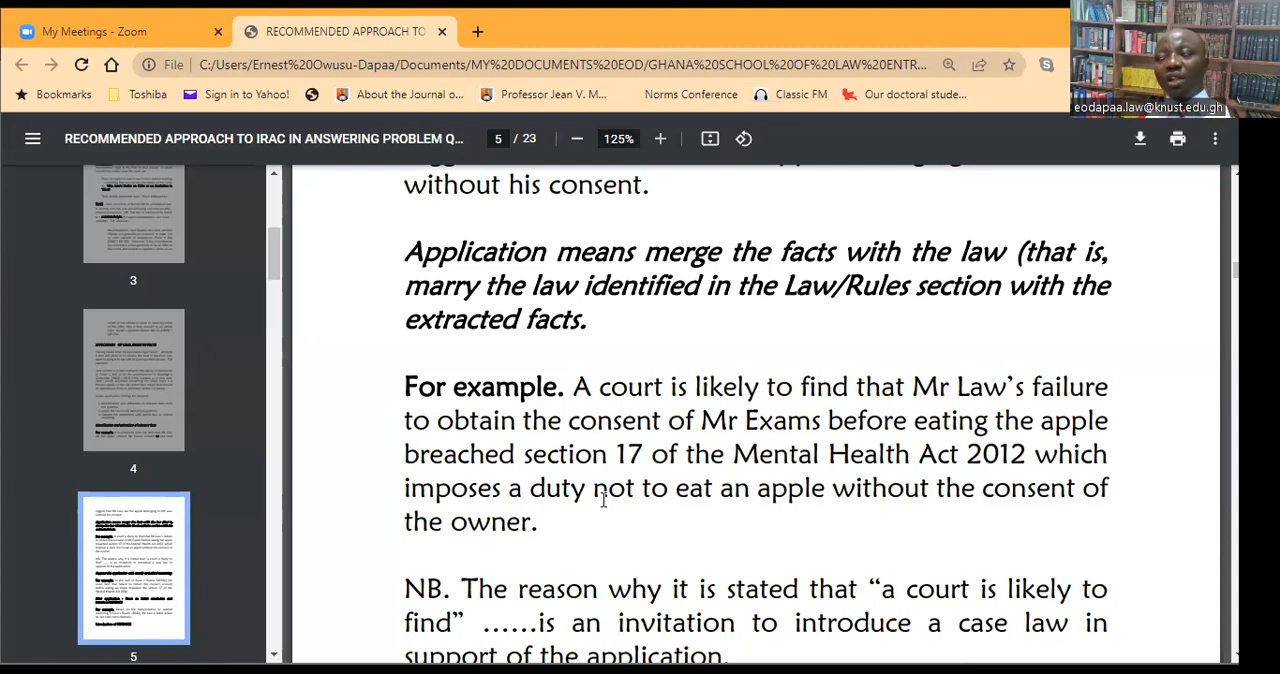 My Meetings - Zoom
RECOMMENDED APPROACH TO
File
C:/Users/Ernest%20Owusu-Dapaa/Documents/MY%20DOCUMENTS%20EOD/GHANA%20SCHOOL%20OF%20LAW%20ENTR...
Bookmarks
Toshiba
Sign in to Yahoo!
About the Journal o...
Professor Jean V. M...
Norms Conference
Classic FM
Our doctoral stude...
eodapaa.law@knust.edu.gh
RECOMMENDED APPROACH TO IRAC IN ANSWERING PROBLEM Q...
5 / 23
125%
3
4
5
without his consent.
Application means merge the facts with the law (that is,
marry the law identified in the Law/Rules section with the
extracted facts.
For example. A court is likely to find that Mr Law's failure
to obtain the consent of Mr Exams before eating the apple
breached section 17 of the Mental Health Act 2012 which
imposes a duty not to eat an apple without the consent of
the owner.
NB. The reason why it is stated that “a court is likely to
find” ......is an invitation to introduce a case law in
support of the application.